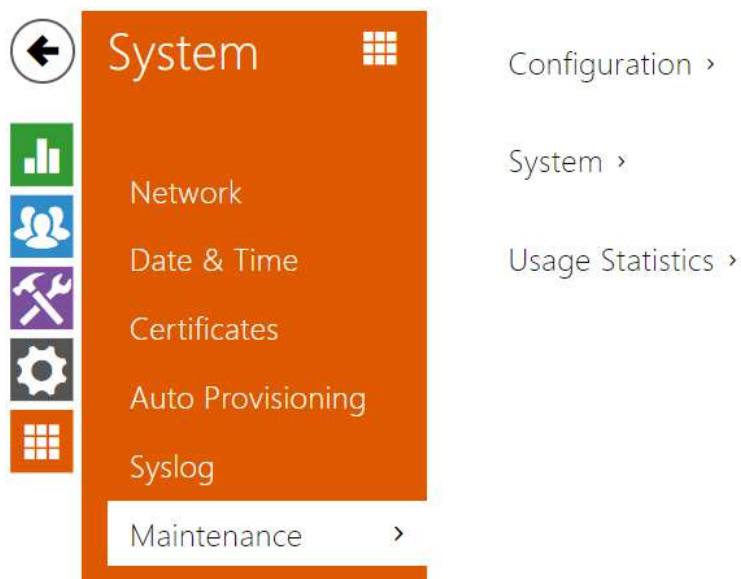 System
Network
Date & Time
Certificates
Auto Provisioning
Syslog
Maintenance
Configuration
System
Usage Statistics